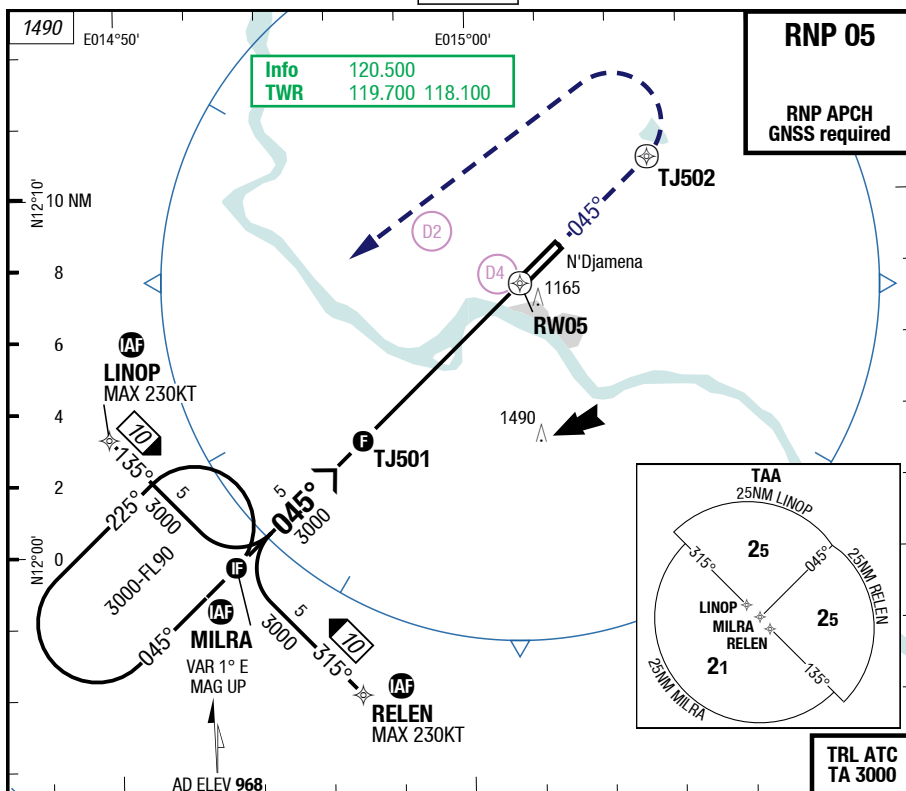 1490
E014°50'
E015°00'
RNP 05
RNP APCH
GNSS required
Info 120.500
TWR 119.700 118.100
TJ502
N12°10'
10 NM
045°
D2
D4
N'Djamena
8
1165
RW05
6
IAF
LINOP
MAX 230KT
4
1490
10
F
TJ501
135°
5
3000
2
225°
5
045°
3000
N12°00'
0
3000-FL90
IF
IAF
MILRA
045°
5
3000
10
315°
VAR 1° E
MAG UP
IAF
RELEN
MAX 230KT
AD ELEV 968
TAA
25NM LINOP
25
315°
045°
25NM RELEN
LINOP
MILRA
RELEN
25
21
135°
25NM MILRA
TRL ATC
TA 3000